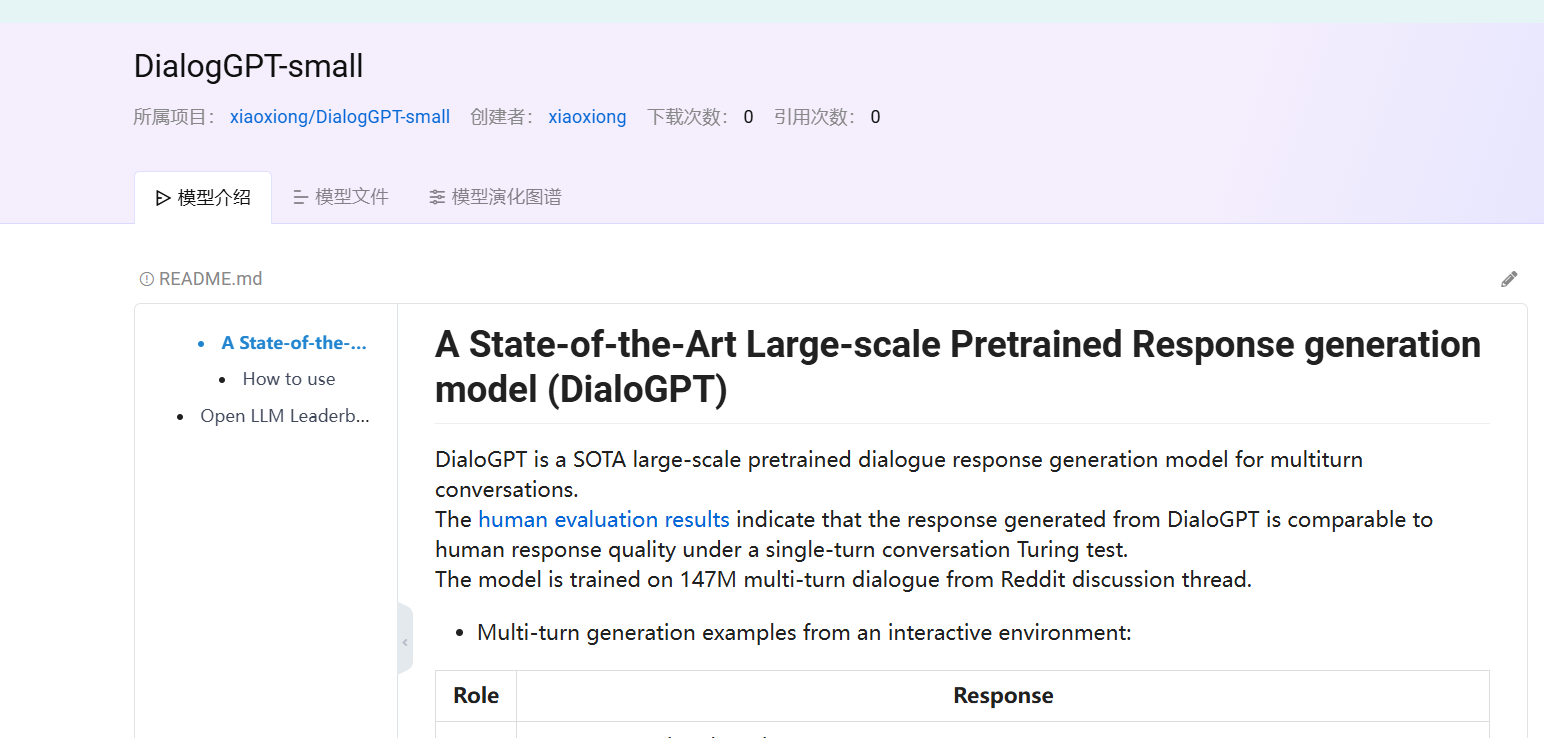 DialogGPT-small
所属项目： xiaoxiong/DialogGPT-small 创建者： xiaoxiong 下载次数： 0 引用次数： 0
模型介绍 模型文件 模型演化图谱
README.md
A State-of-the-...
How to use
Open LLM Leaderb...
A State-of-the-Art Large-scale Pretrained Response generation
model (DialoGPT)
DialoGPT is a SOTA large-scale pretrained dialogue response generation model for multiturn
conversations.
The human evaluation results indicate that the response generated from DialoGPT is comparable to
human response quality under a single-turn conversation Turing test.
The model is trained on 147M multi-turn dialogue from Reddit discussion thread.
• Multi-turn generation examples from an interactive environment:
Role Response